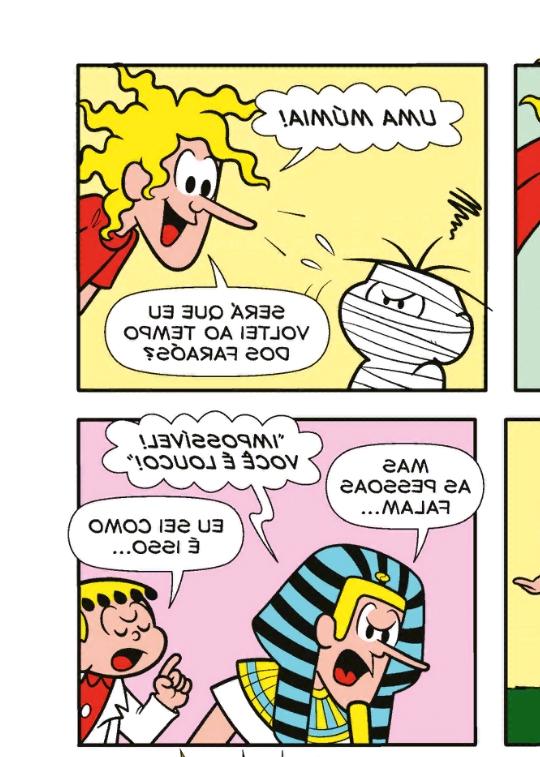 UMA MÚMIA!
SERÁ QUE EU
VOLTEI AO TEMPO
DOS FARAÓS?
MAS
AS PESSOAS
FALAM...
"IMPOSSÍVEL!
VOCÊ É LOUCO!"
EU SEI COMO
É ISSO...